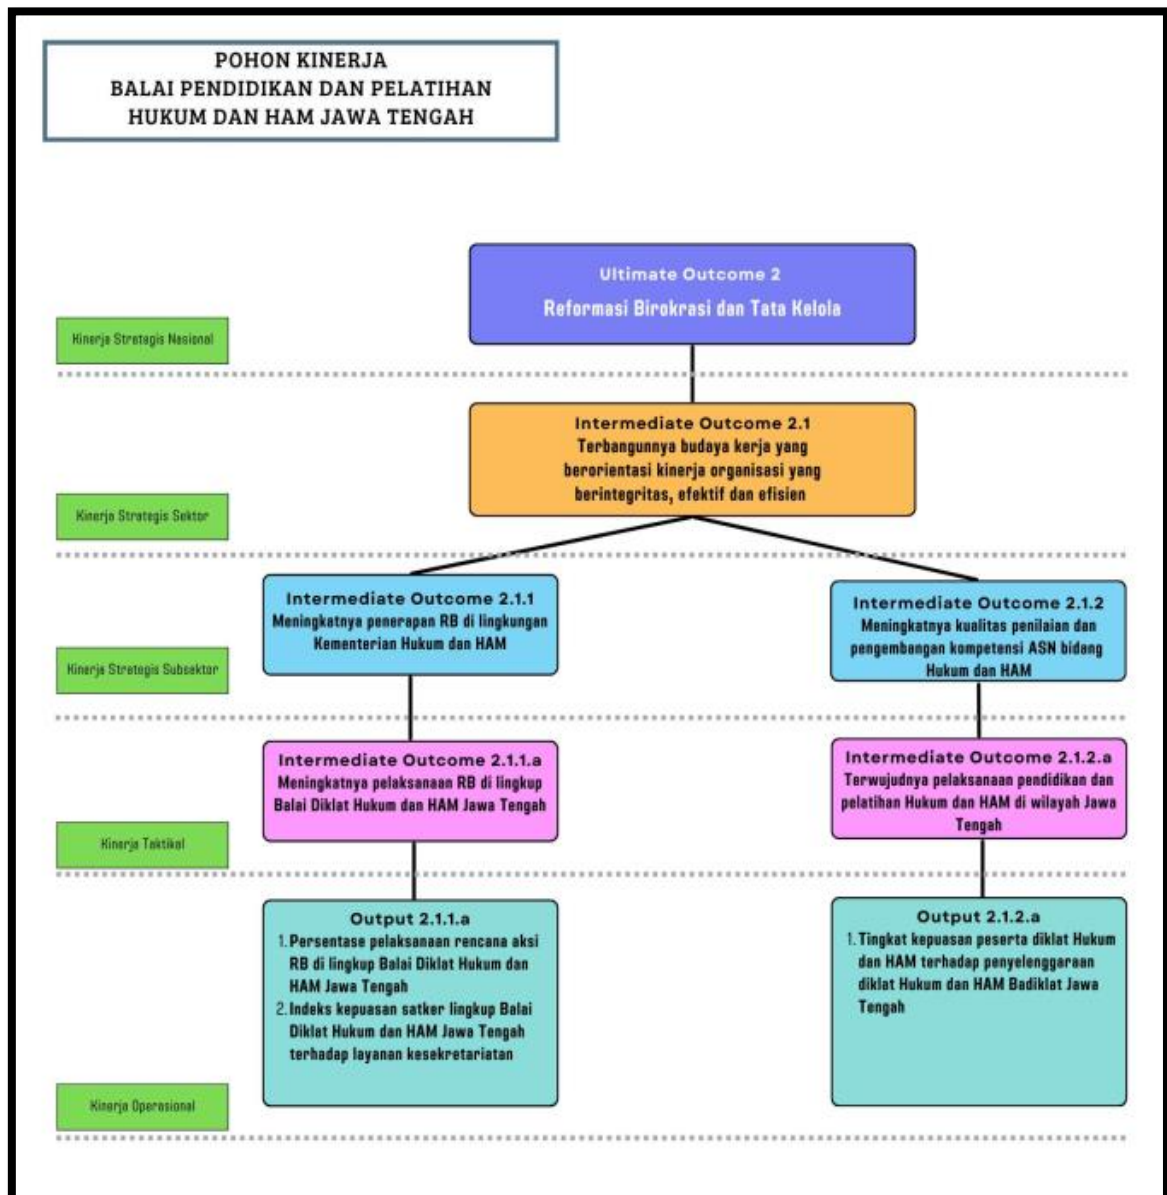 POHON KINERJA
BALAI PENDIDIKAN DAN PELATIHAN
HUKUM DAN HAM JAWA TENGAH
Ultimate Outcome 2
Reformasi Birokrasi dan Tata Kelola
Kinerja Strategis Nasional
Intermediate Outcome 2.1
Terbangunnya budaya kerja yang
berorientasi kinerja organisasi yang
berintegritas, efektif dan efisien
Kinerja Strategis Sektor
Intermediate Outcome 2.1.1
Meningkatnya penerapan RB di lingkungan
Kementerian Hukum dan HAM
Intermediate Outcome 2.1.2
Meningkatnya kualitas penilaian dan
pengembangan kompetensi ASN bidang
Hukum dan HAM
Kinerja Strategis Subsektor
Intermediate Outcome 2.1.1.a
Meningkatnya pelaksanaan RB di lingkup
Balai Diklat Hukum dan HAM Jawa Tengah
Intermediate Outcome 2.1.2.a
Terwujudnya pelaksanaan pendidikan dan
pelatihan Hukum dan HAM di wilayah Jawa
Tengah
Kinerja Taktikal
Output 2.1.1.a
1. Persentase pelaksanaan rencana aksi
RB di lingkup Balai Diklat Hukum dan
HAM Jawa Tengah
2. Indeks kepuasan satker lingkup Balai
Diklat Hukum dan HAM Jawa Tengah
terhadap layanan kesekretariatan
Output 2.1.2.a
1. Tingkat kepuasan peserta diklat Hukum
dan HAM terhadap penyelenggaraan
diklat Hukum dan HAM Badiklat Jawa
Tengah
Kinerja Operasional